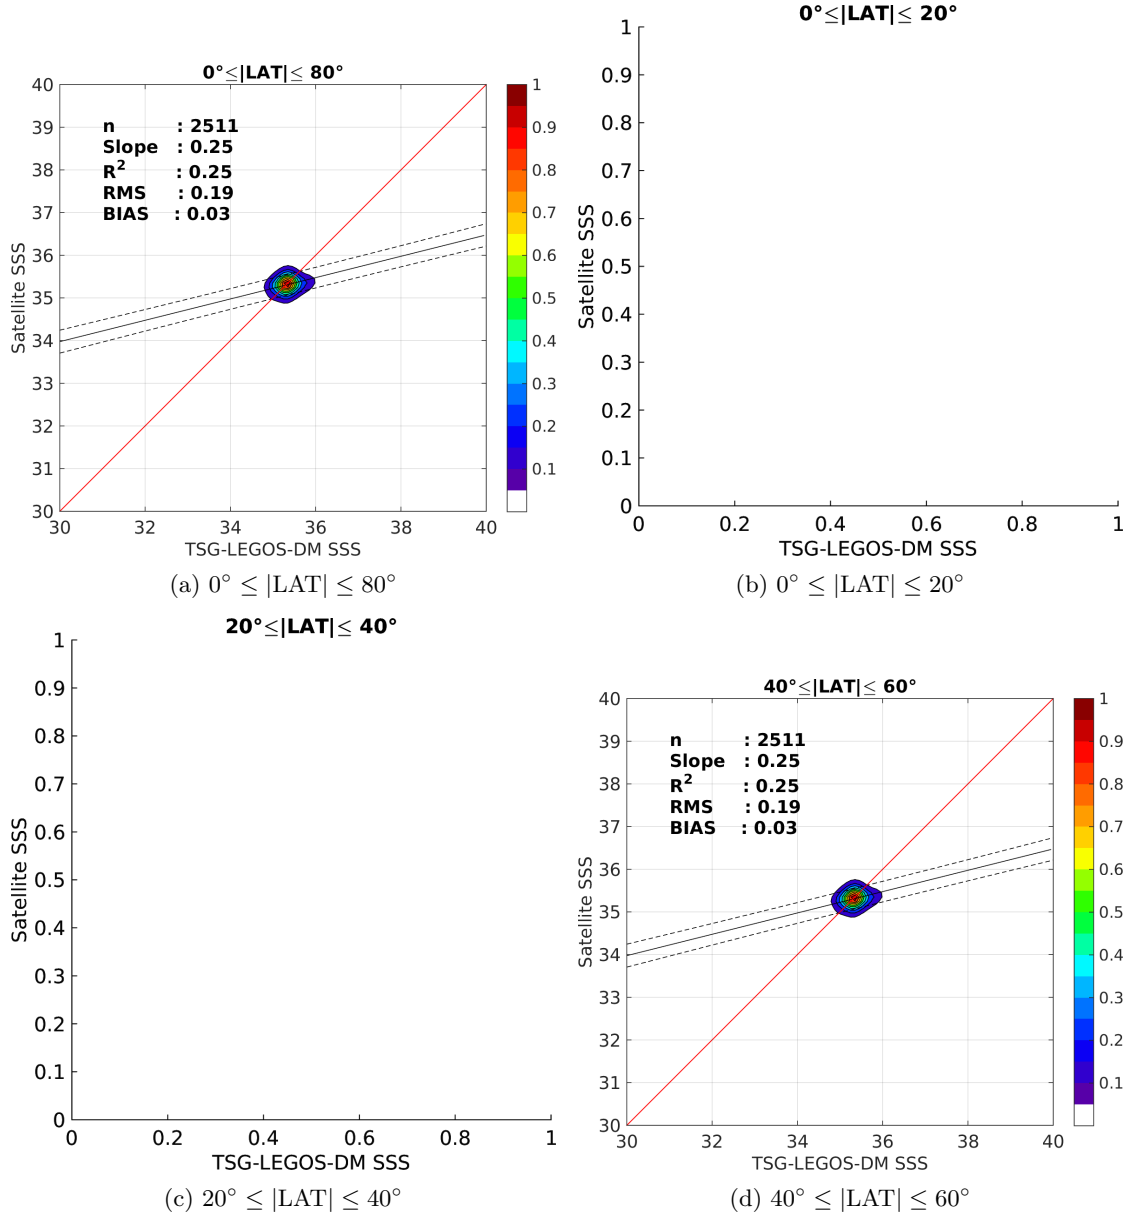 0°≤|LAT|≤ 80°
40
39
38
37
36
35
34
33
32
31
30
Satellite SSS
n : 2511
Slope : 0.25
R² : 0.25
RMS : 0.19
BIAS : 0.03
30 32 34 36 38 40
TSG-LEGOS-DM SSS
1
0.9
0.8
0.7
0.6
0.5
0.4
0.3
0.2
0.1
(a) 0° ≤ |LAT| ≤ 80°
0°≤|LAT|≤ 20°
1
0.9
0.8
0.7
0.6
0.5
0.4
0.3
0.2
0.1
0
Satellite SSS
0 0.2 0.4 0.6 0.8 1
TSG-LEGOS-DM SSS
(b) 0° ≤ |LAT| ≤ 20°
20°≤|LAT|≤ 40°
1
0.9
0.8
0.7
0.6
0.5
0.4
0.3
0.2
0.1
0
Satellite SSS
0 0.2 0.4 0.6 0.8 1
TSG-LEGOS-DM SSS
(c) 20° ≤ |LAT| ≤ 40°
40°≤|LAT|≤ 60°
40
39
38
37
36
35
34
33
32
31
30
Satellite SSS
n : 2511
Slope : 0.25
R² : 0.25
RMS : 0.19
BIAS : 0.03
30 32 34 36 38 40
TSG-LEGOS-DM SSS
1
0.9
0.8
0.7
0.6
0.5
0.4
0.3
0.2
0.1
(d) 40° ≤ |LAT| ≤ 60°